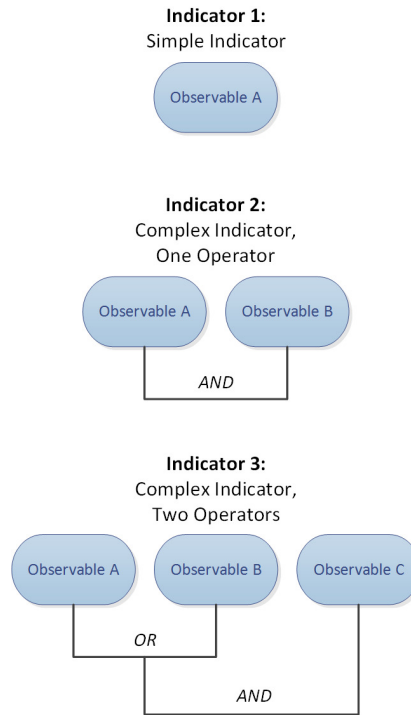 Indicator 1:
Simple Indicator
Observable A
Indicator 2:
Complex Indicator,
One Operator
Observable A
Observable B
AND
Indicator 3:
Complex Indicator,
Two Operators
Observable A
Observable B
Observable C
OR
AND